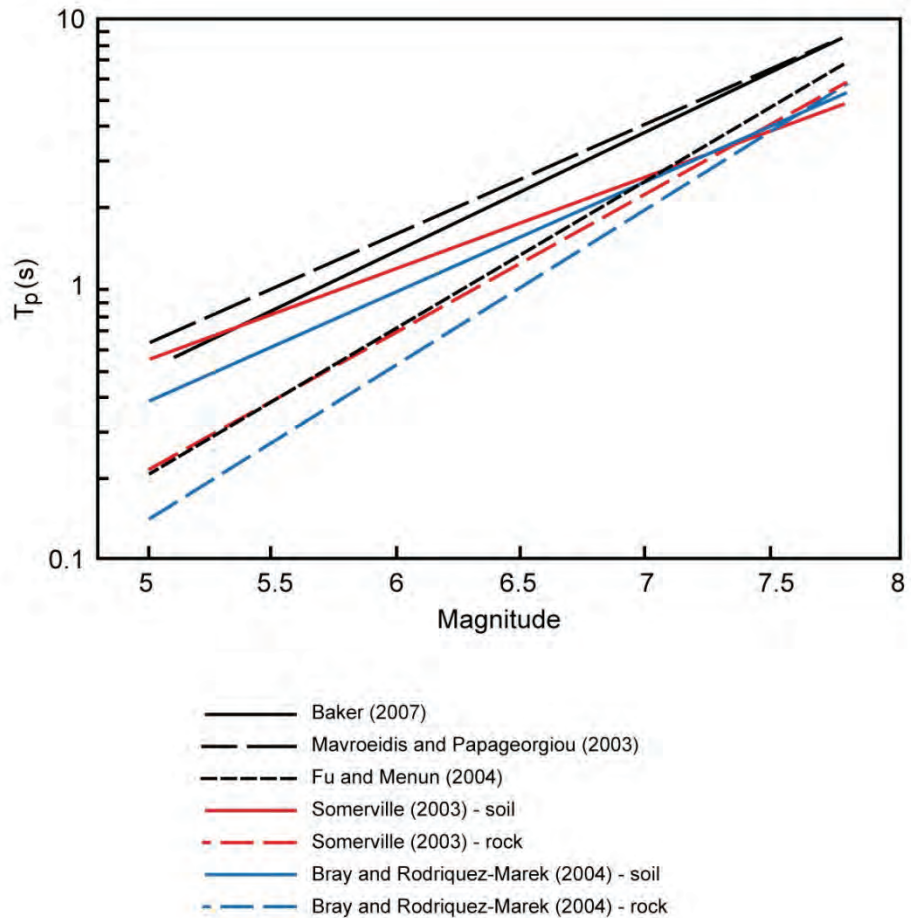 10
1
0.1
Tp(s)
5 5.5 6 6.5 7 7.5 8
Magnitude
Baker (2007)
Mavroeidis and Papageorgiou (2003)
Fu and Menun (2004)
Somerville (2003) - soil
Somerville (2003) - rock
Bray and Rodriquez-Marek (2004) - soil
Bray and Rodriquez-Marek (2004) - rock